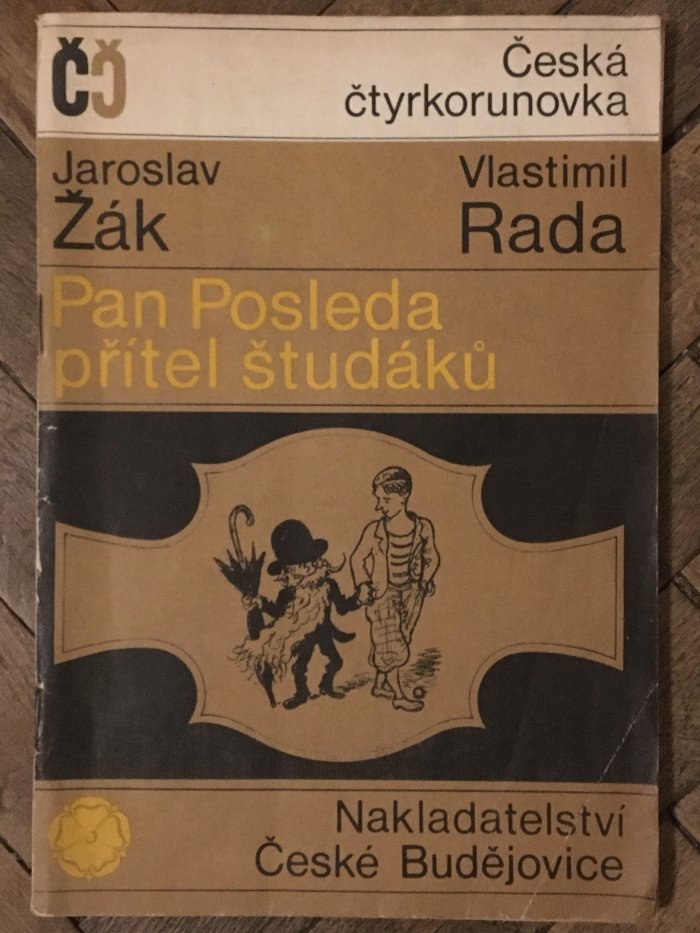 ČČ
Česká
čtyrkorunovka
Jaroslav
Žák
Vlastimil
Rada
Pan Posleda
přítel študáků
Nakladatelství
České Budějovice